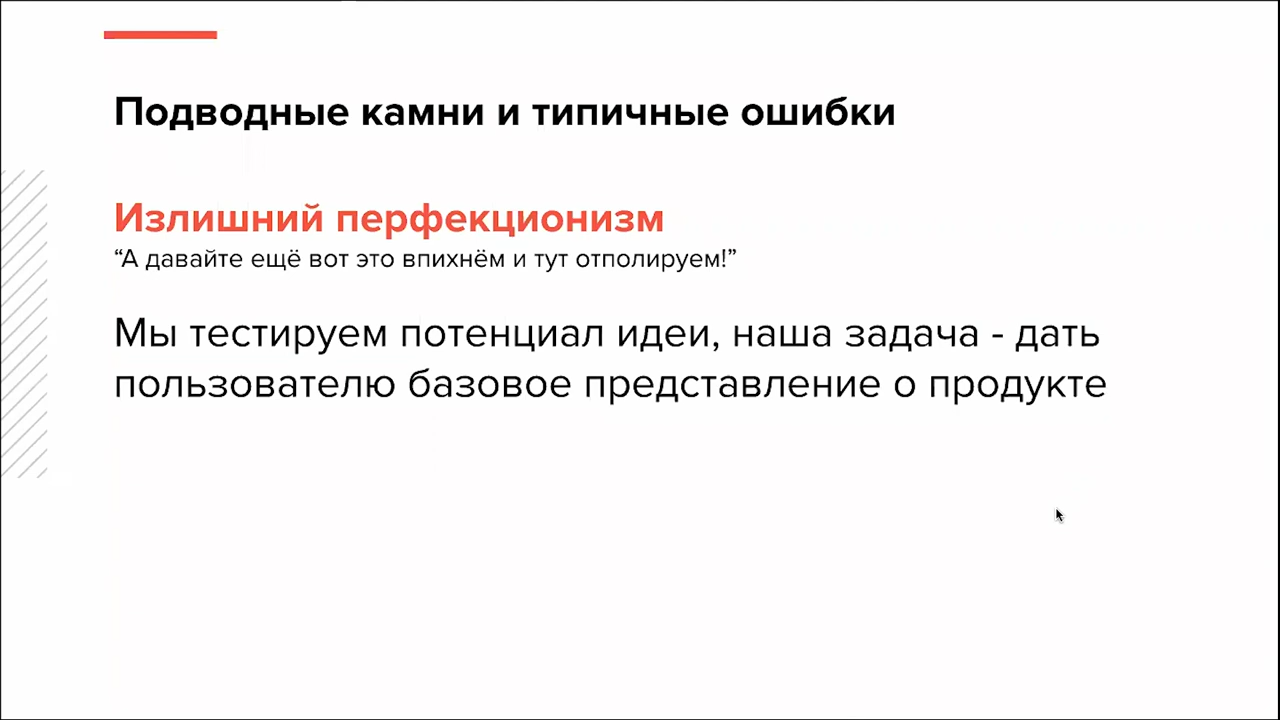 Подводные камни и типичные ошибки
Излишний перфекционизм
“А давайте ещё вот это впихнём и тут отполируем!”
Мы тестируем потенциал идеи, наша задача - дать
пользователю базовое представление о продукте